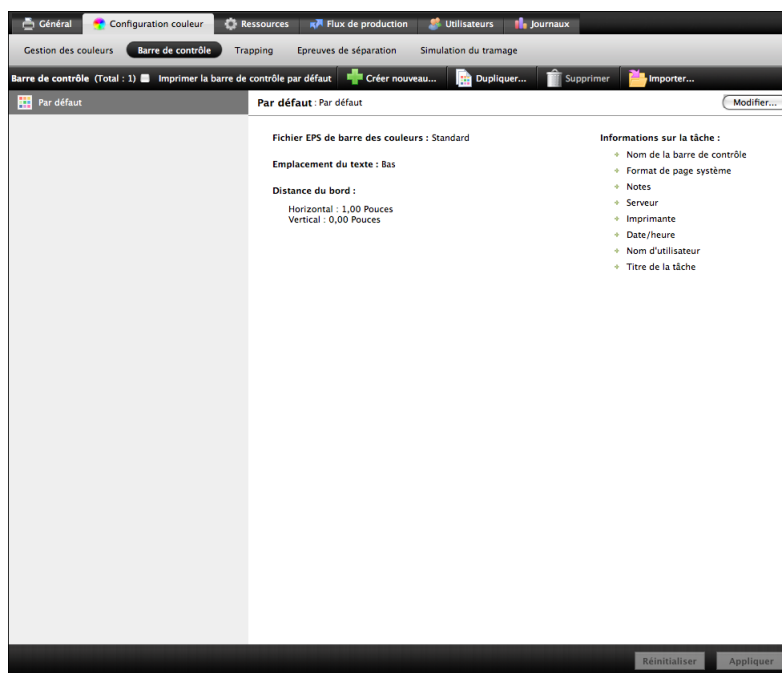 Général Configuration couleur Ressources Flux de production Utilisateurs Journaux
Gestion des couleurs Barre de contrôle Trapping Epreuves de séparation Simulation du tramage
Barre de contrôle (Total : 1) Imprimer la barre de contrôle par défaut Créer nouveau... Dupliquer... Supprimer Importer...
Par défaut
Par défaut : Par défaut Modifier...
Fichier EPS de barre des couleurs : Standard
Emplacement du texte : Bas
Distance du bord :
Horizontal : 1,00 Pouces
Vertical : 0,00 Pouces
Informations sur la tâche :
Nom de la barre de contrôle
Format de page système
Notes
Serveur
Imprimante
Date/heure
Nom d'utilisateur
Titre de la tâche
Réinitialiser Appliquer